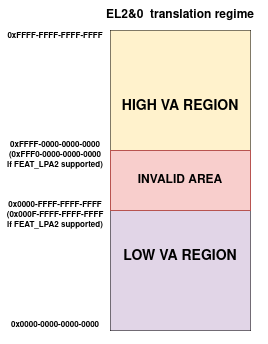 EL2&0 translation regime
0xFFFF-FFFF-FFFF-FFFF
HIGH VA REGION
0xFFFF-0000-0000-0000
(0xFFF0-0000-0000-0000
if FEAT_LPA2 supported)
INVALID AREA
0x0000-FFFF-FFFF-FFFF
(0x000F-FFFF-FFFF-FFFF
if FEAT_LPA2 supported)
LOW VA REGION
0x0000-0000-0000-0000